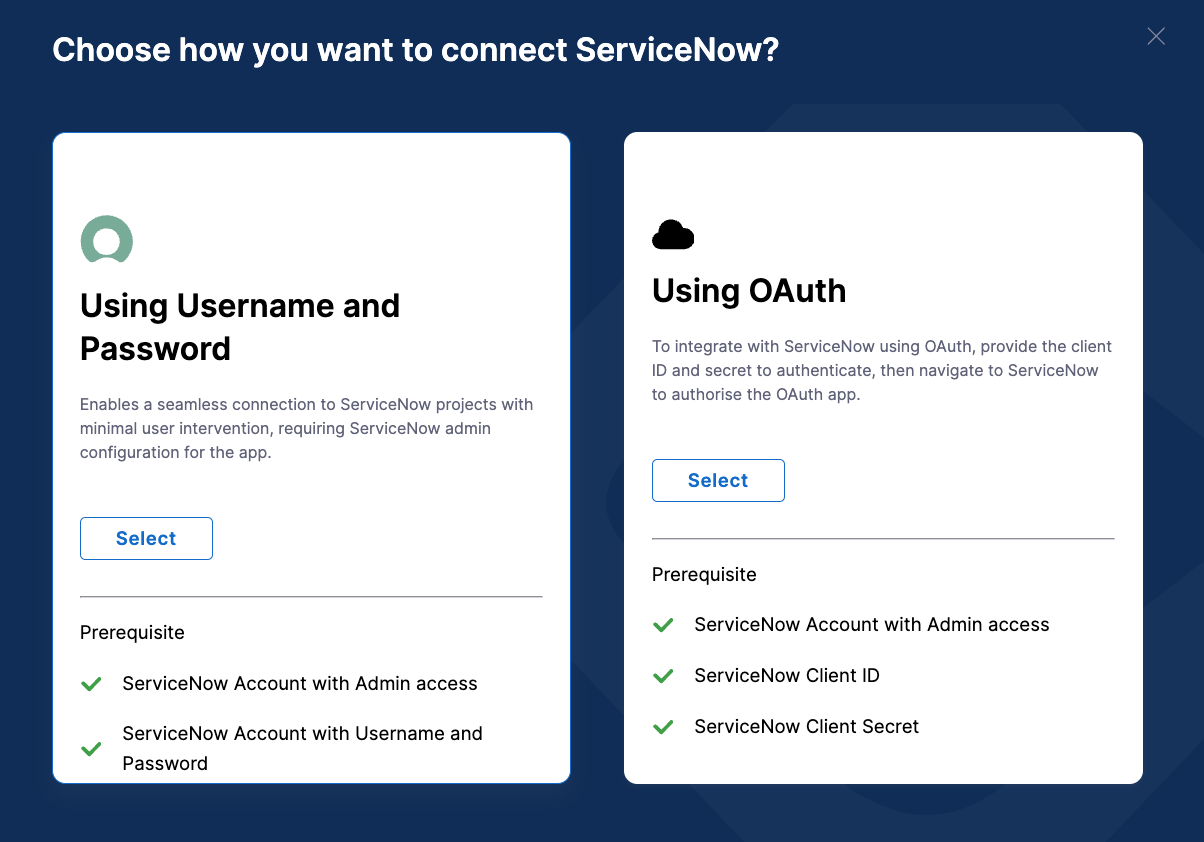 Choose how you want to connect ServiceNow?
Using Username and
Password
Enables a seamless connection to ServiceNow projects with
minimal user intervention, requiring ServiceNow admin
configuration for the app.
Select
Prerequisite
ServiceNow Account with Admin access
ServiceNow Account with Username and
Password
Using OAuth
To integrate with ServiceNow using OAuth, provide the client
ID and secret to authenticate, then navigate to ServiceNow
to authorise the OAuth app.
Select
Prerequisite
ServiceNow Account with Admin access
ServiceNow Client ID
ServiceNow Client Secret